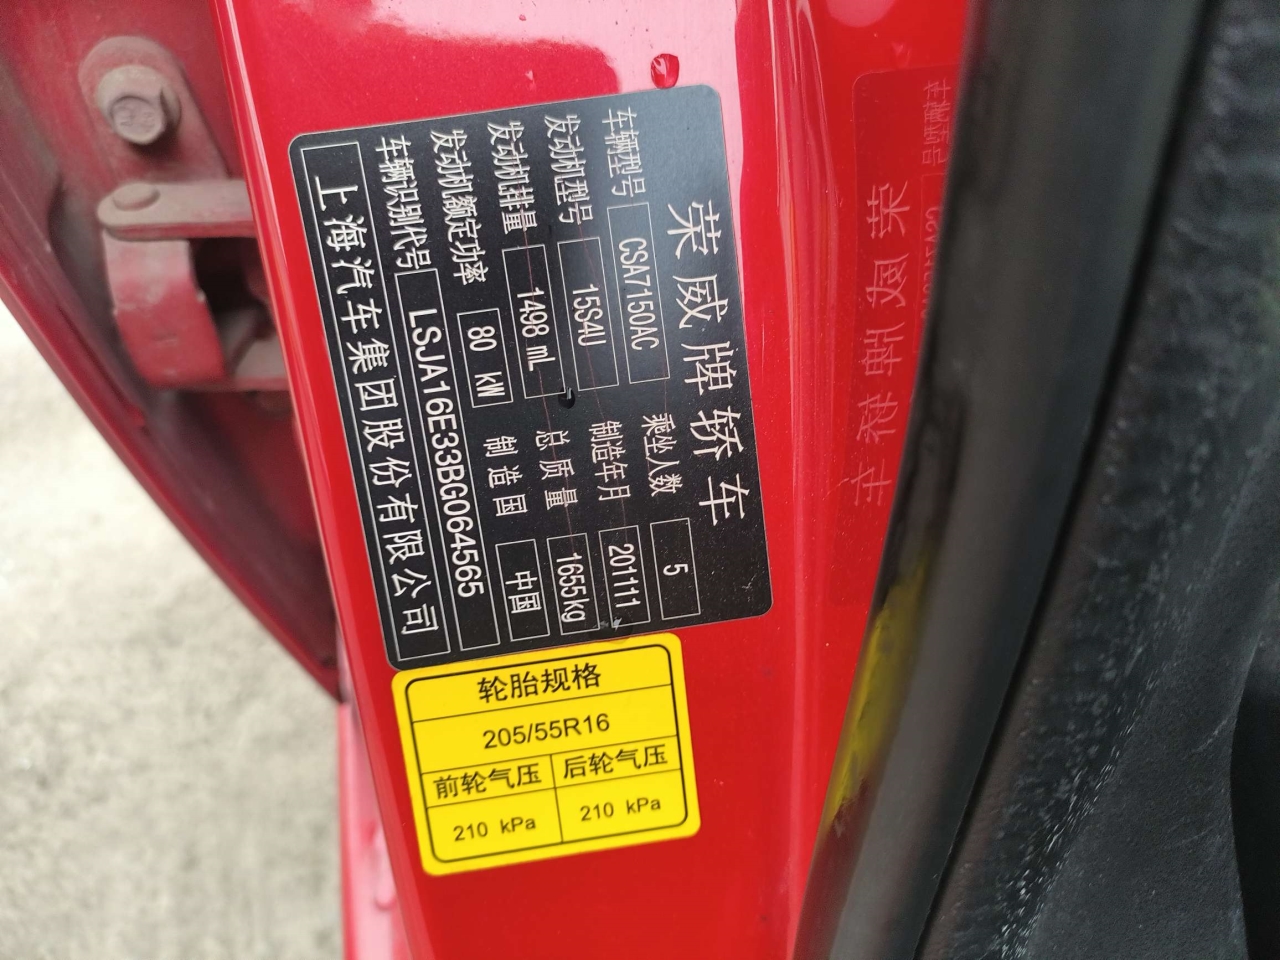 荣威牌轿车
车辆型号 CSA7150AC 乘坐人数 5
发动机型号 15S4U 制造年月 201111
发动机排量 1498 mL 总质量 1655kg
发动机额定功率 80 kW 制造国 中国
车辆识别代号 LSJA16E33BG064565
上海汽车集团股份有限公司
轮胎规格
205/55R16
前轮气压 后轮气压
210 kPa 210 kPa